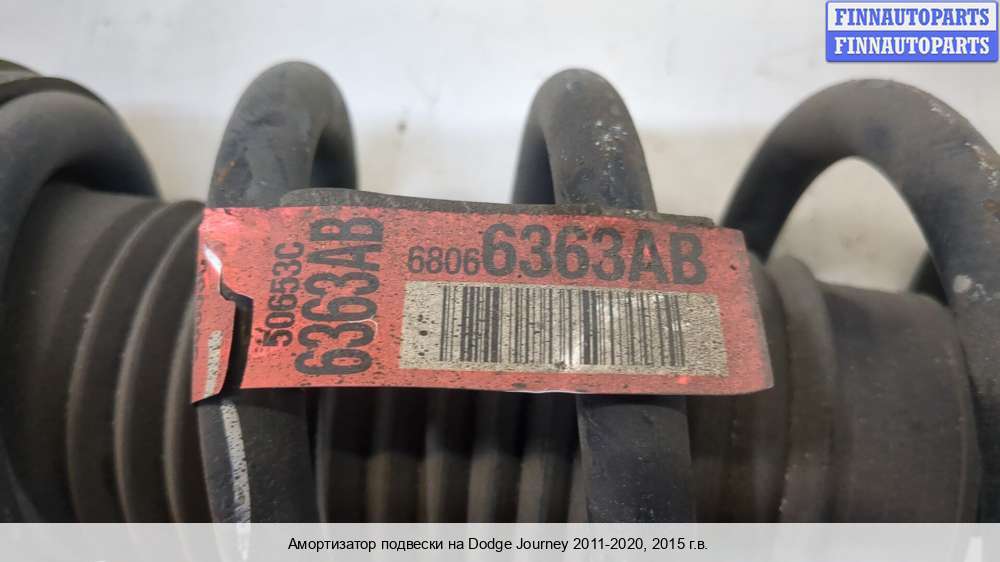 FINNAUTOPARTS
FINNAUTOPARTS
50653C
6363AB
68066363AB
Амортизатор подвески на Dodge Journey 2011-2020, 2015 г.в.